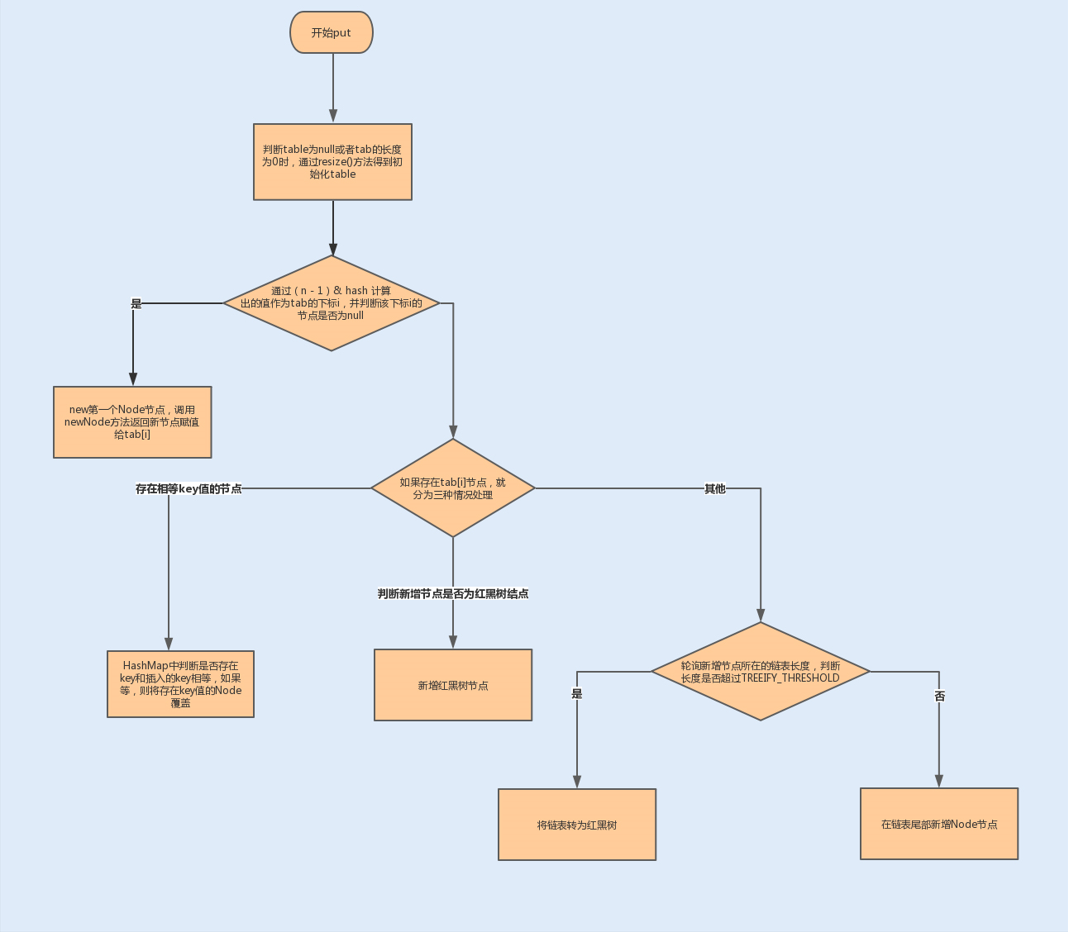 开始put
判断table为null或者tab的长度
为0时，通过resize()方法得到初
始化table
通过（n - 1）& hash 计算
出的值作为tab的下标i，并判断该下标i的
节点是否为null
是
new第一个Node节点，调用
newNode方法返回新节点赋值
给tab[i]
如果存在tab[i]节点，就
分为三种情况处理
存在相等key值的节点
其他
判断新增节点是否为红黑树结点
HashMap中判断是否存在
key和插入的key相等，如果
等，则将存在key值的Node
覆盖
新增红黑树节点
轮询新增节点所在的链表长度，判断
长度是否超过TREEIFY_THRESHOLD
是
否
将链表转为红黑树
在链表尾部新增Node节点